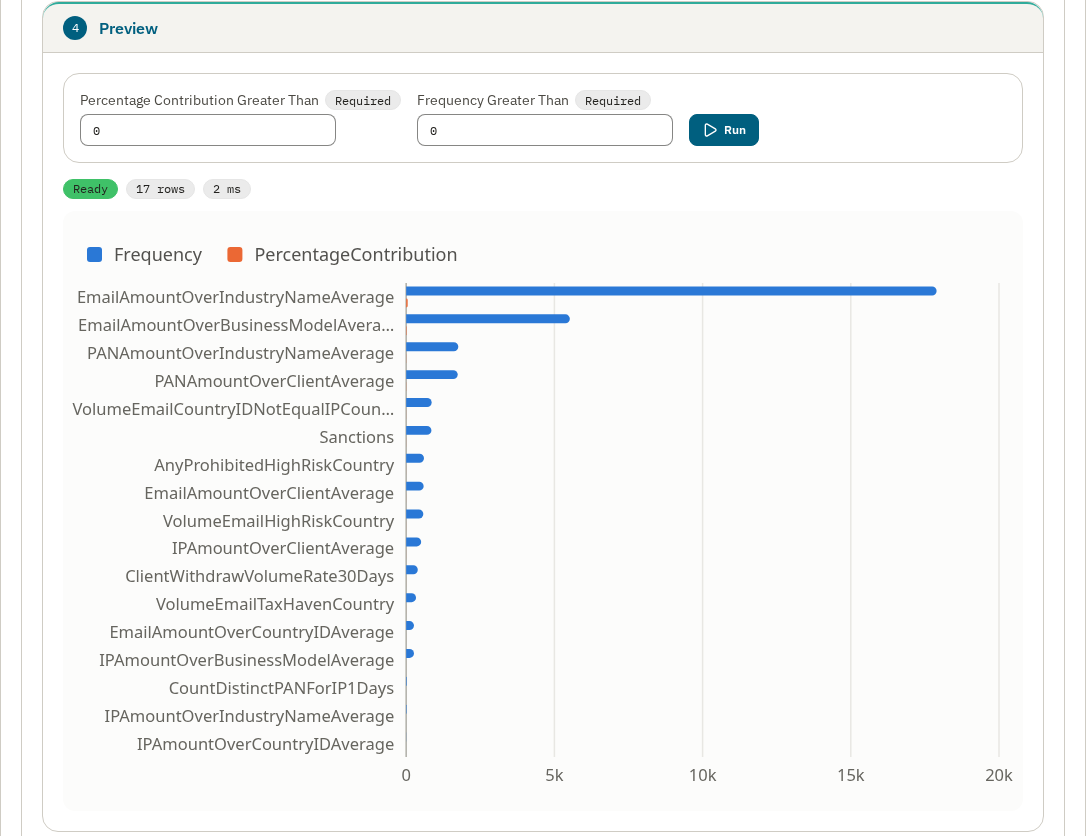 4 Preview
Percentage Contribution Greater Than Required Frequency Greater Than Required
0 0 Run
Ready 17 rows 2 ms
Frequency PercentageContribution
EmailAmountOverIndustryNameAverage
EmailAmountOverBusinessModelAvera...
PANAmountOverIndustryNameAverage
PANAmountOverClientAverage
VolumeEmailCountryIDNotEqualIPCoun...
Sanctions
AnyProhibitedHighRiskCountry
EmailAmountOverClientAverage
VolumeEmailHighRiskCountry
IPAmountOverClientAverage
ClientWithdrawVolumeRate30Days
VolumeEmailTaxHavenCountry
EmailAmountOverCountryIDAverage
IPAmountOverBusinessModelAverage
CountDistinctPANForIP1Days
IPAmountOverIndustryNameAverage
IPAmountOverCountryIDAverage
0 5k 10k 15k 20k